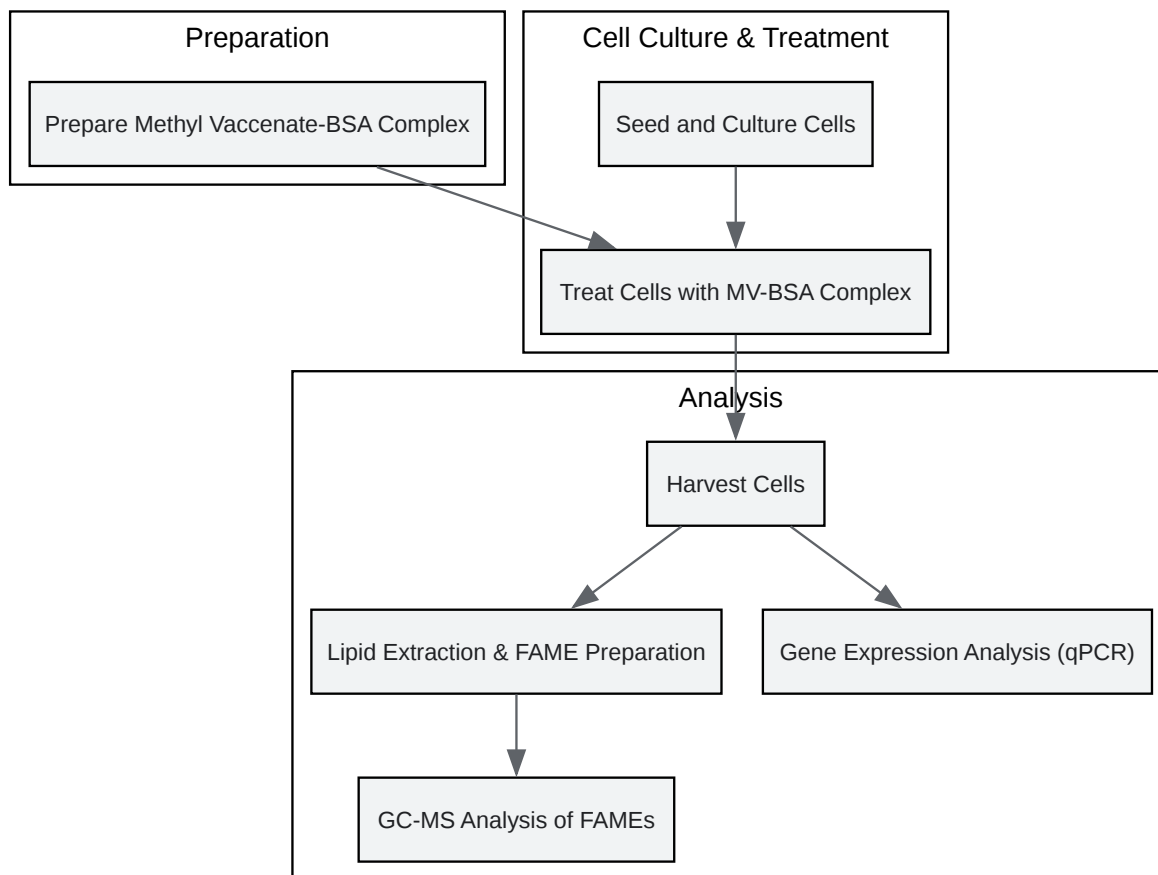 Preparation
Prepare Methyl Vaccenate-BSA Complex
Cell Culture & Treatment
Seed and Culture Cells
Treat Cells with MV-BSA Complex
Analysis
Harvest Cells
Lipid Extraction & FAME Preparation
Gene Expression Analysis (qPCR)
GC-MS Analysis of FAMEs